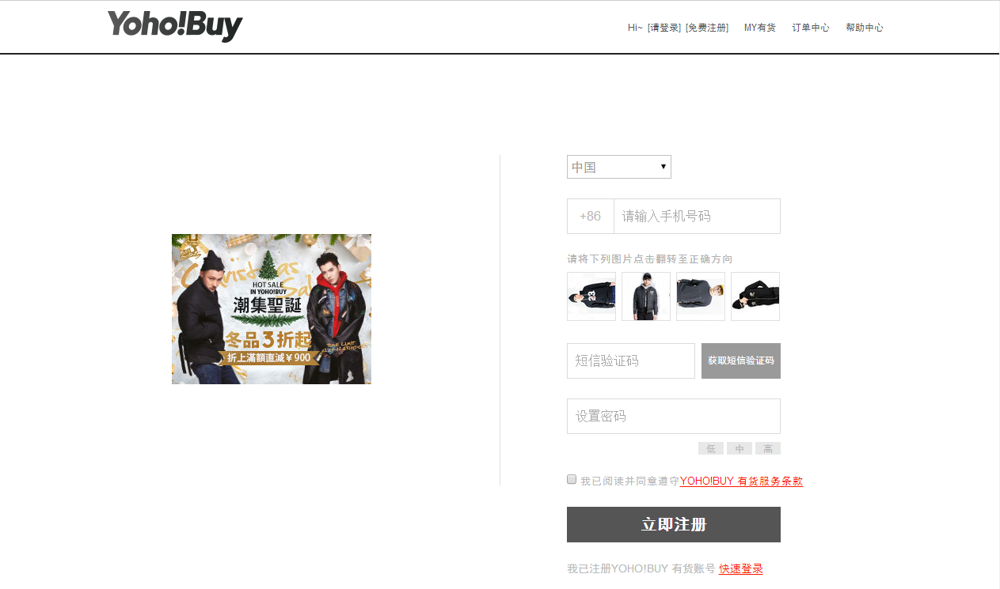 Yoho!Buy
Hi~ [请登录] [免费注册] MY有货 订单中心 帮助中心
中国
+86 请输入手机号码
请将下列图片点击翻转至正确方向
23
HOT SALE
IN YOHO!BUY
潮集聖誕
冬品3折起
折上滿額直減¥900
短信验证码 获取短信验证码
设置密码
低 中 高
我已阅读并同意遵守YOHO!BUY 有货服务条款
立即注册
我已注册YOHO!BUY 有货账号 快速登录